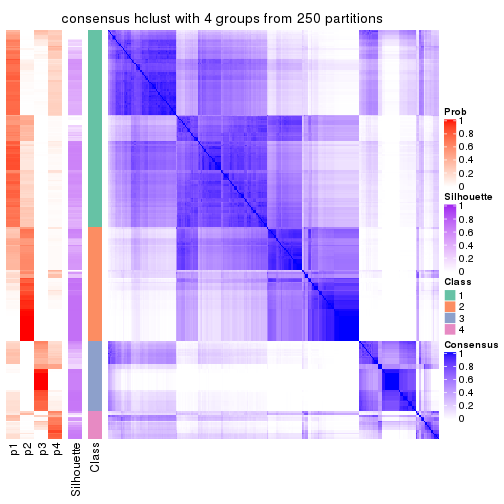 consensus hclust with 4 groups from 250 partitions
Prob
1
0.8
0.6
0.4
0.2
0
Silhouette
1
0.8
0.6
0.4
0.2
0
Class
1
2
3
4
Consensus
1
0.8
0.6
0.4
0.2
0
p1
p2
p3
p4
Silhouette
Class